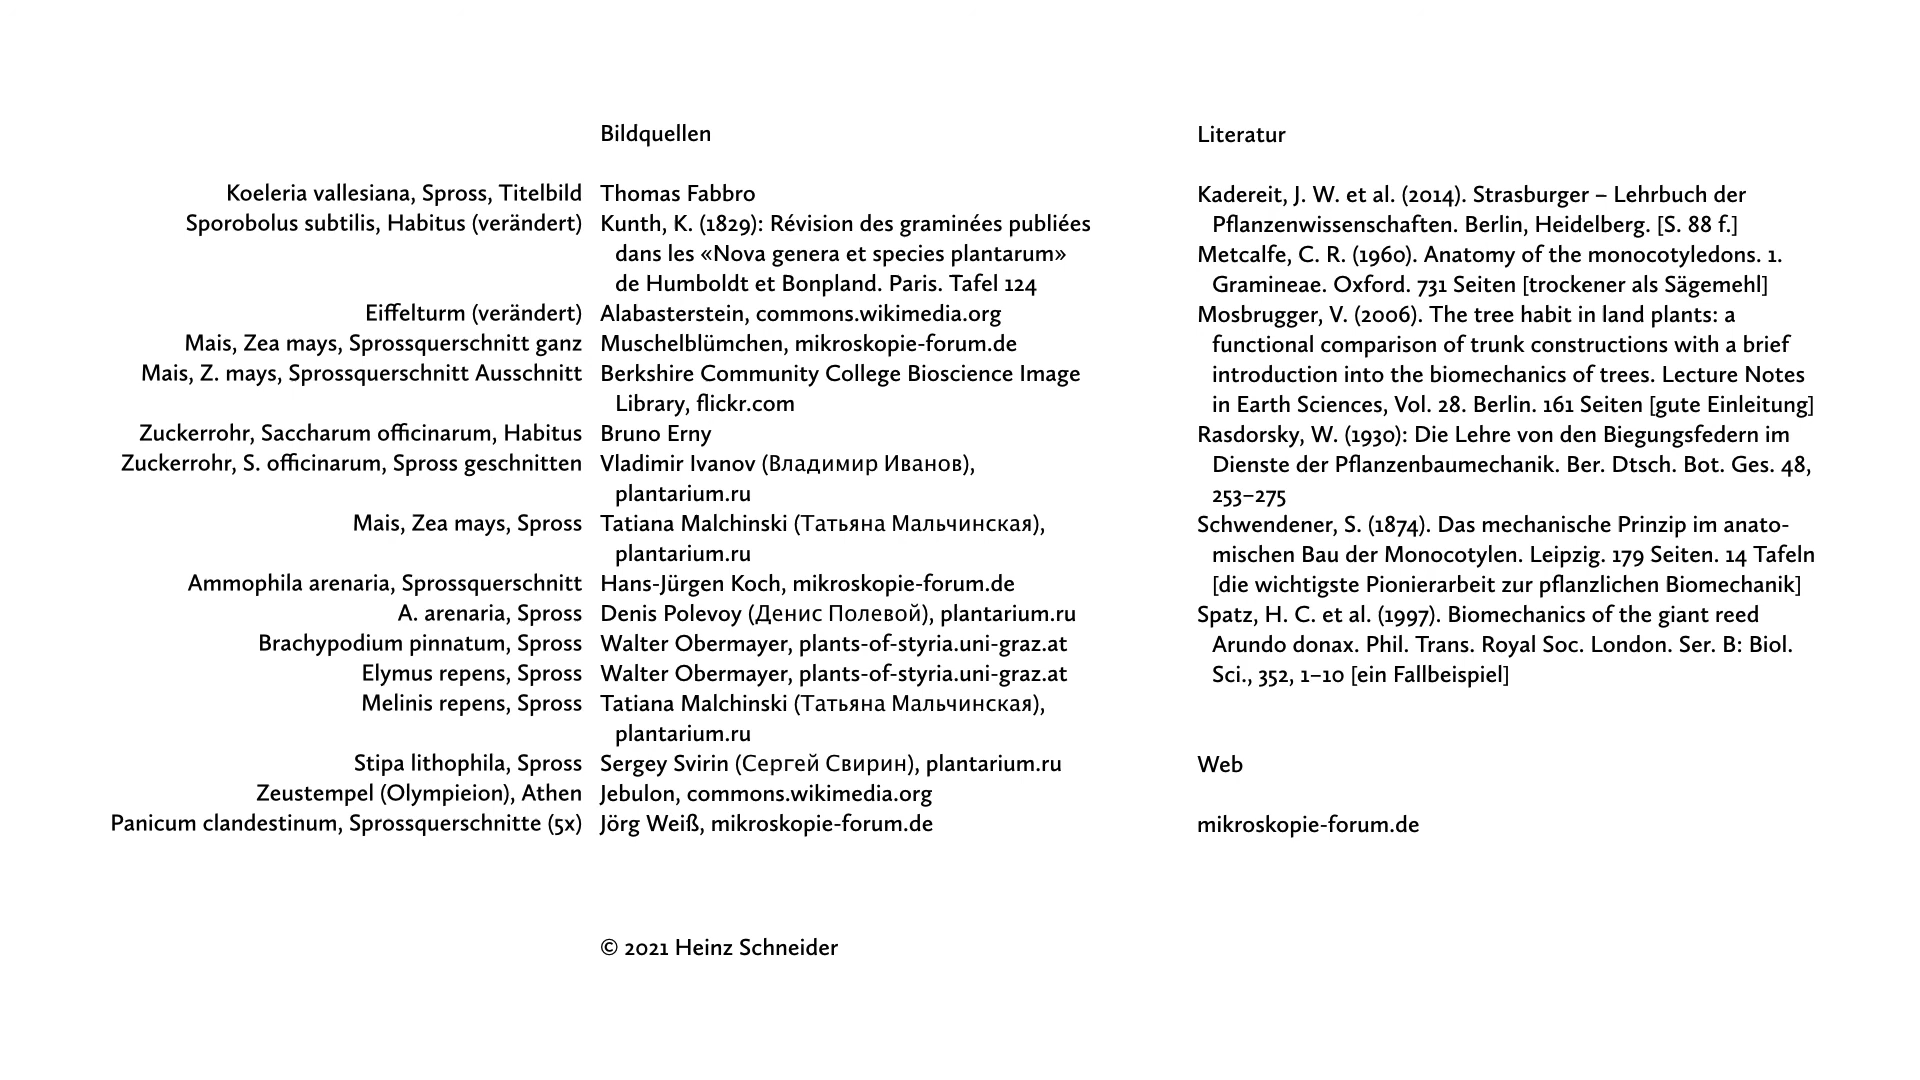 Bildquellen
Koeleria vallesiana, Spross, Titelbild Thomas Fabbro
Sporobolus subtilis, Habitus (verändert) Kunth, K. (1829): Révision des graminées publiées
dans les «Nova genera et species plantarum»
de Humboldt et Bonpland. Paris. Tafel 124
Eiffelturm (verändert) Alabasterstein, commons.wikimedia.org
Mais, Zea mays, Sprossquerschnitt ganz Muschelblümchen, mikroskopie-forum.de
Mais, Z. mays, Sprossquerschnitt Ausschnitt Berkshire Community College Bioscience Image
Library, flickr.com
Zuckerrohr, Saccharum officinarum, Habitus Bruno Erny
Zuckerrohr, S. officinarum, Spross geschnitten Vladimir Ivanov (Владимир Иванов),
plantarium.ru
Mais, Zea mays, Spross Tatiana Malchinski (Татьяна Мальчинская),
plantarium.ru
Ammophila arenaria, Sprossquerschnitt Hans-Jürgen Koch, mikroskopie-forum.de
A. arenaria, Spross Denis Polevoy (Денис Полевой), plantarium.ru
Brachypodium pinnatum, Spross Walter Obermayer, plants-of-styria.uni-graz.at
Elymus repens, Spross Walter Obermayer, plants-of-styria.uni-graz.at
Melinis repens, Spross Tatiana Malchinski (Татьяна Мальчинская),
plantarium.ru
Stipa lithophila, Spross Sergey Svirin (Сергей Свирин), plantarium.ru
Zeustempel (Olympieion), Athen Jebulon, commons.wikimedia.org
Panicum clandestinum, Sprossquerschnitte (5x) Jörg Weiß, mikroskopie-forum.de
© 2021 Heinz Schneider
Literatur
Kadereit, J. W. et al. (2014). Strasburger – Lehrbuch der
Pflanzenwissenschaften. Berlin, Heidelberg. [S. 88 f.]
Metcalfe, C. R. (1960). Anatomy of the monocotyledons. 1.
Gramineae. Oxford. 731 Seiten [trockener als Sägemehl]
Mosbrugger, V. (2006). The tree habit in land plants: a
functional comparison of trunk constructions with a brief
introduction into the biomechanics of trees. Lecture Notes
in Earth Sciences, Vol. 28. Berlin. 161 Seiten [gute Einleitung]
Rasdorsky, W. (1930): Die Lehre von den Biegungsfedern im
Dienste der Pflanzenbaumechanik. Ber. Dtsch. Bot. Ges. 48,
253–275
Schwendener, S. (1874). Das mechanische Prinzip im anato-
mischen Bau der Monocotylen. Leipzig. 179 Seiten. 14 Tafeln
[die wichtigste Pionierarbeit zur pflanzlichen Biomechanik]
Spatz, H. C. et al. (1997). Biomechanics of the giant reed
Arundo donax. Phil. Trans. Royal Soc. London. Ser. B: Biol.
Sci., 352, 1–10 [ein Fallbeispiel]
Web
mikroskopie-forum.de